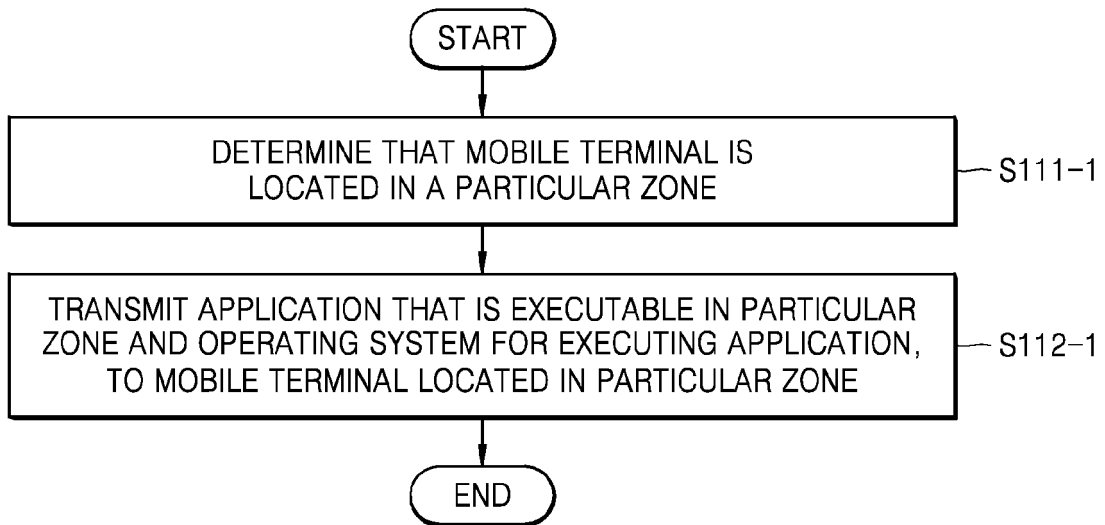 START
DETERMINE THAT MOBILE TERMINAL IS
LOCATED IN A PARTICULAR ZONE
S111-1
TRANSMIT APPLICATION THAT IS EXECUTABLE IN PARTICULAR
ZONE AND OPERATING SYSTEM FOR EXECUTING APPLICATION,
TO MOBILE TERMINAL LOCATED IN PARTICULAR ZONE
S112-1
END